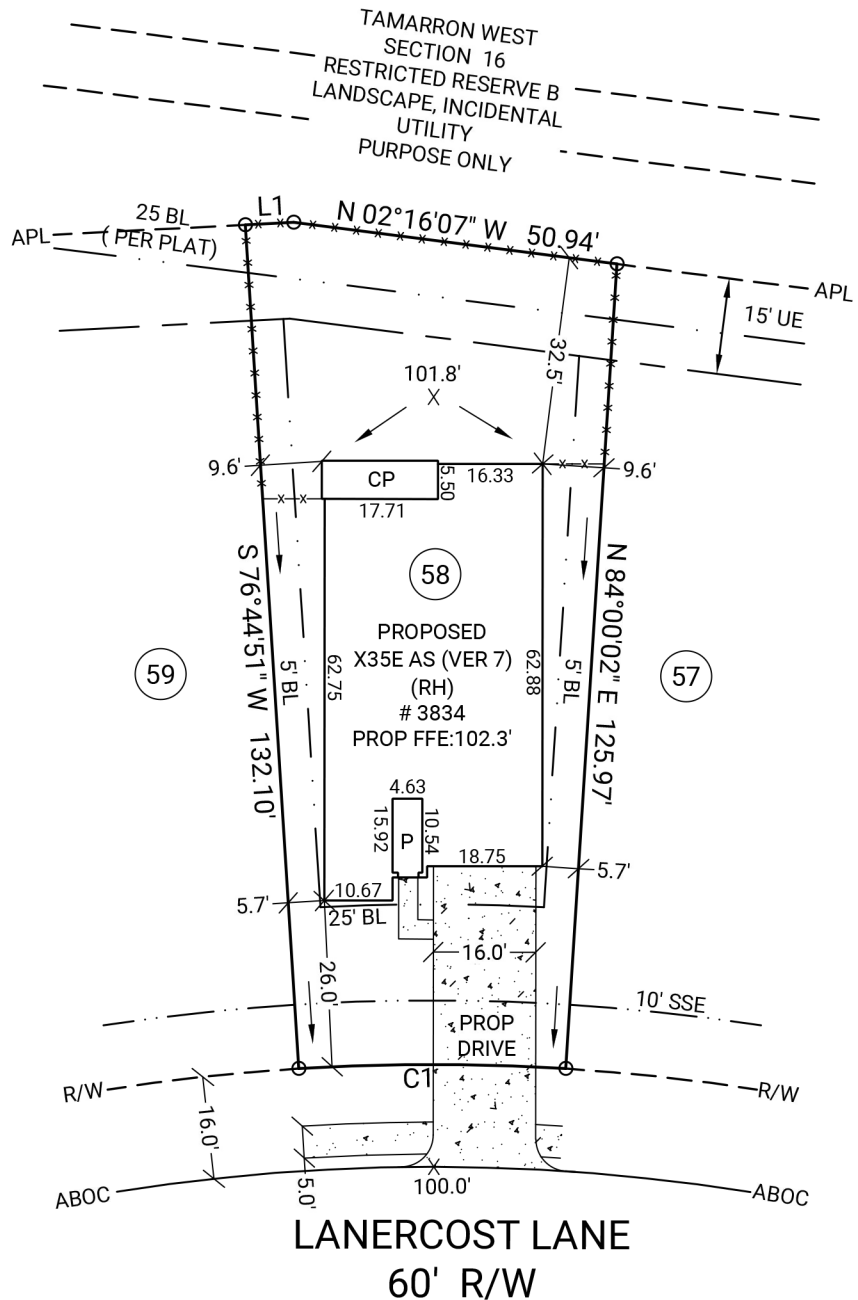 TAMARRON WEST
SECTION 16
RESTRICTED RESERVE B
LANDSCAPE, INCIDENTAL
UTILITY
PURPOSE ONLY
25 BL
( PER PLAT)
L1
N 02°16'07" W 50.94'
APL
APL
15' UE
32.5'
101.8'
X
9.6'
CP
5.50
16.33
9.6'
17.71
58
S 76°44'51" W 132.10'
N 84°00'02" E 125.97'
59
57
5' BL
5' BL
62.75
62.88
PROPOSED
X35E AS (VER 7)
(RH)
# 3834
PROP FFE:102.3'
4.63
15.92
P
10.54
18.75
5.7'
5.7'
10.67
25' BL
16.0'
26.0'
10' SSE
PROP
DRIVE
R/W
C1
R/W
16.0'
5.0'
100.0'
ABOC
ABOC
LANERCOST LANE
60' R/W